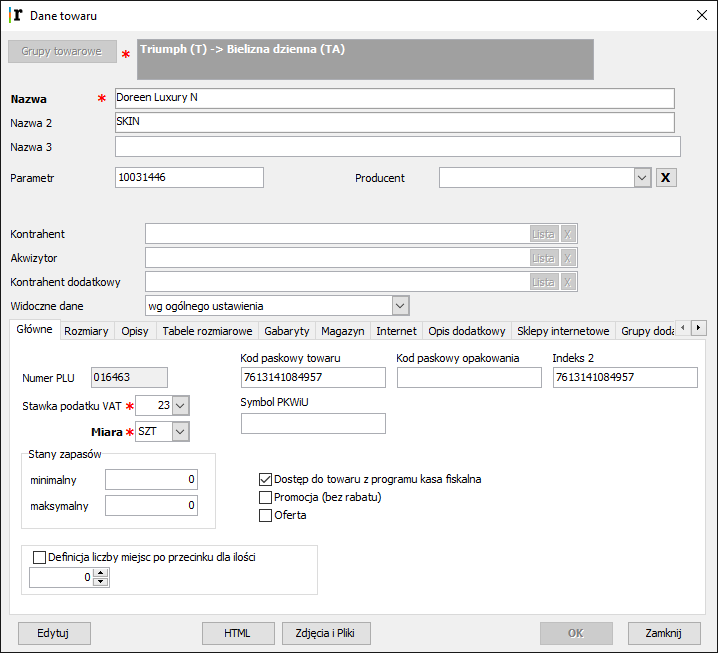 r Dane towaru
Grupy towarowe * Triumph (T) -> Bielizna dzienna (TA)
Nazwa * Doreen Luxury N
Nazwa 2 SKIN
Nazwa 3
Parametr 10031446 Producent X
Kontrahent Lista X
Akwizytor Lista X
Kontrahent dodatkowy Lista X
Widoczne dane wg ogólnego ustawienia
Główne Rozmiary Opisy Tabele rozmiarowe Gabaryty Magazyn Internet Opis dodatkowy Sklepy internetowe Grupy doda
Kod paskowy towaru Kod paskowy opakowania Indeks 2
Numer PLU 016463 7613141084957 7613141084957
Stawka podatku VAT * 23 Symbol PKWiU
Miara * SZT
Stany zapasów
minimalny 0 Dostęp do towaru z programu kasa fiskalna
Promocja (bez rabatu)
maksymalny 0
Oferta
Definicja liczby miejsc po przecinku dla ilości
0
Edytuj HTML Zdjęcia i Pliki OK Zamknij